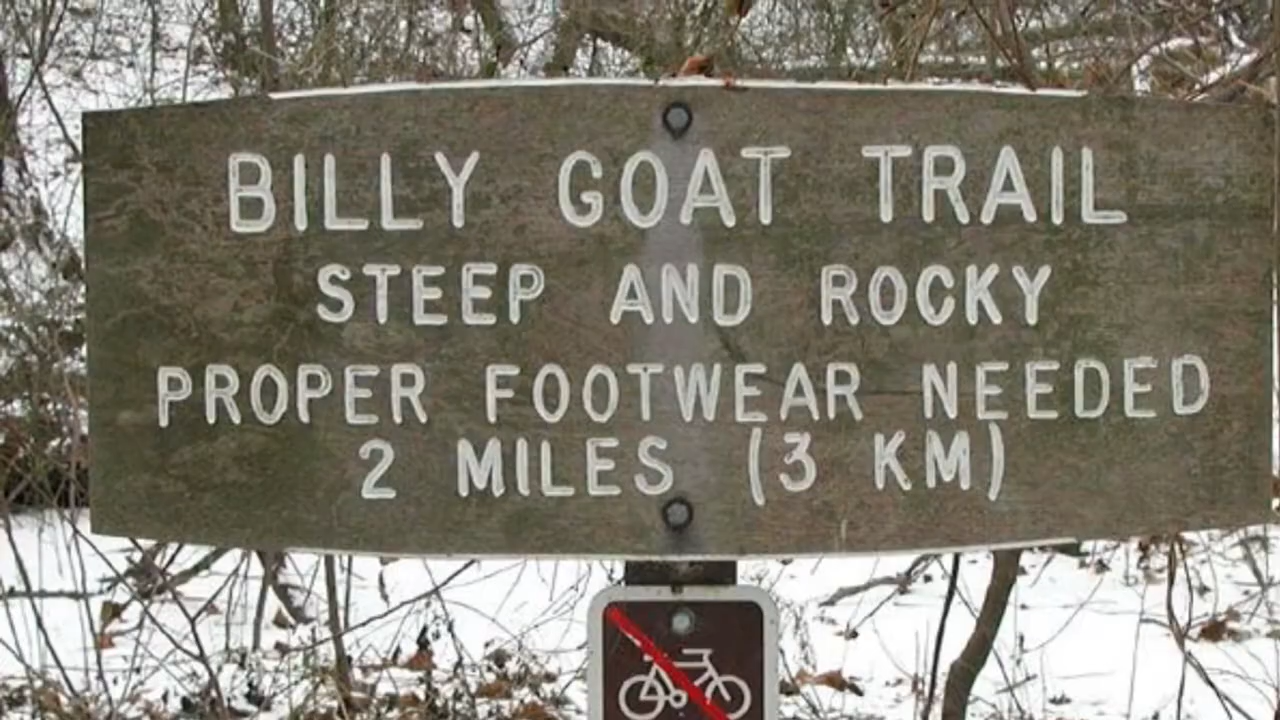 BILLY GOAT TRAIL
STEEP AND ROCKY
PROPER FOOTWEAR NEEDED
2 MILES (3 KM)